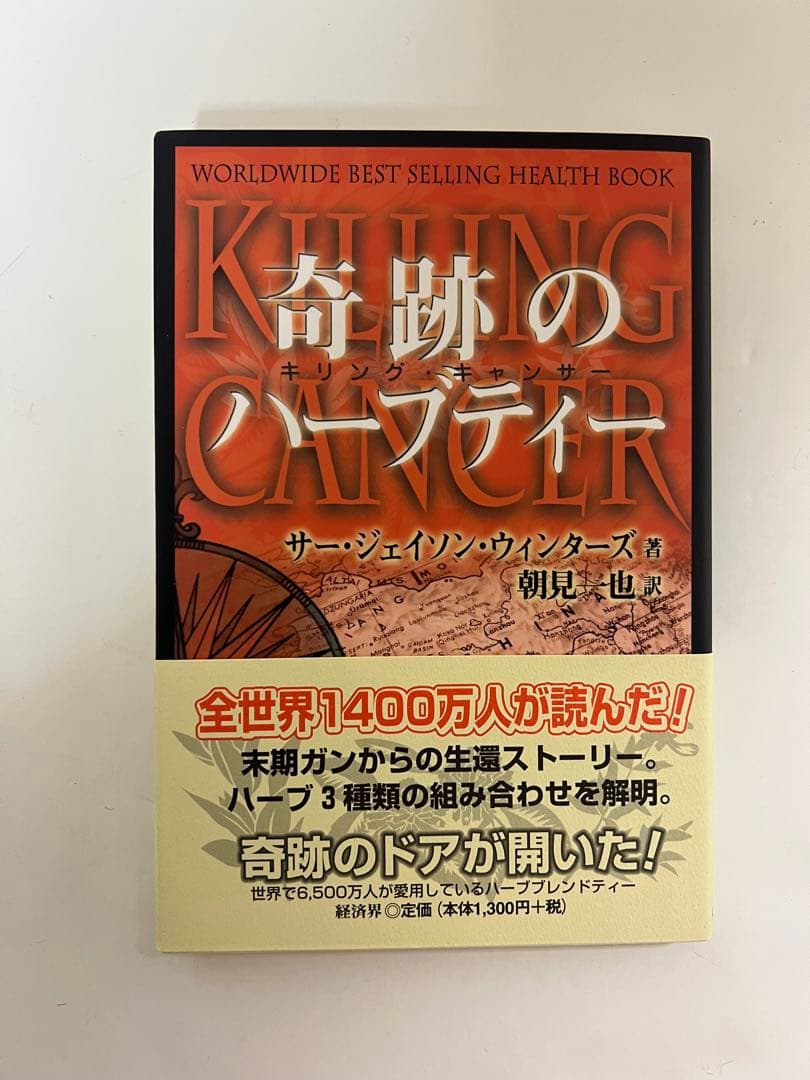 WORLDWIDE BEST SELLING HEALTH BOOK
KILLING
奇跡の
キリング・キャンサー
CANCER
ハーブティー
サー・ジェイソン・ウィンターズ 著
朝見一也 訳
ALTAI
DZUNGARIA
全世界1400万人が読んだ!
末期ガンからの生還ストーリー。
ハーブ3種類の組み合わせを解明。
奇跡のドアが開いた!
世界で6,500万人が愛用しているハーブブレンドティー
経済界 ◎定価(本体1,300円+税)